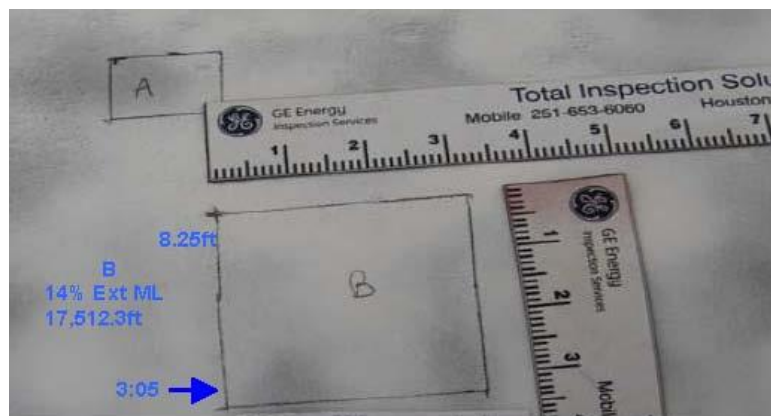 A
GE Energy
Inspection Services
Total Inspection Solu
Mobile 251-653-6060
Houston
1 2 3 4 5 6 7
8.25ft
B
14% Ext ML
17,512.3ft
3:05
B
GE Energy
Inspection Services
Mobil
1
2
3